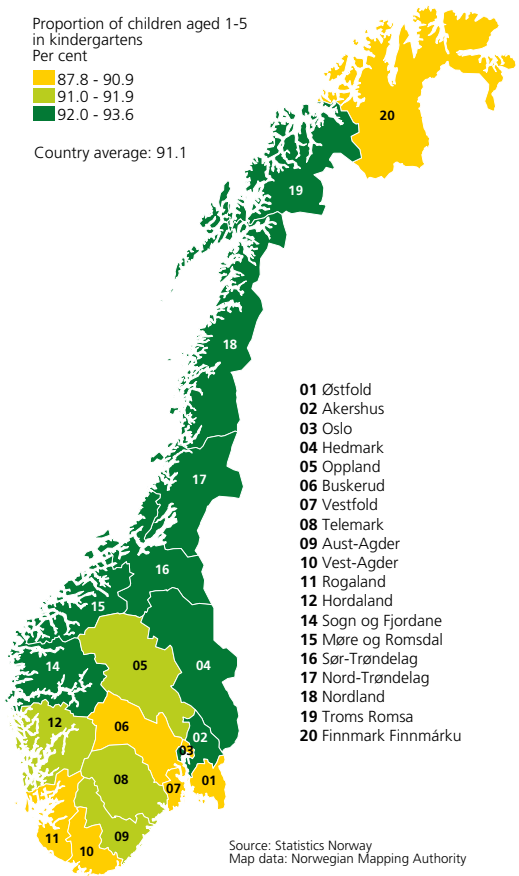 Proportion of children aged 1-5
in kindergartens
Per cent
87.8 - 90.9
91.0 - 91.9
92.0 - 93.6
Country average: 91.1
20
19
18
17
16
15
14
05
04
12
06
02
03
08
01
07
11
10
09
01 Østfold
02 Akershus
03 Oslo
04 Hedmark
05 Oppland
06 Buskerud
07 Vestfold
08 Telemark
09 Aust-Agder
10 Vest-Agder
11 Rogaland
12 Hordaland
14 Sogn og Fjordane
15 Møre og Romsdal
16 Sør-Trøndelag
17 Nord-Trøndelag
18 Nordland
19 Troms Romsa
20 Finnmark Finnmárku
Source: Statistics Norway
Map data: Norwegian Mapping Authority